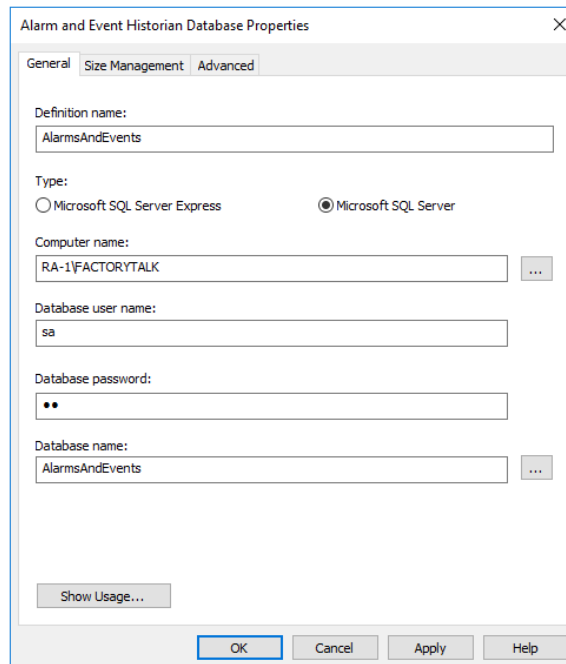 Alarm and Event Historian Database Properties
General Size Management Advanced
Definition name:
AlarmsAndEvents
Type:
Microsoft SQL Server Express Microsoft SQL Server
Computer name:
RA-1\FACTORYTALK
...
Database user name:
sa
Database password:
••
Database name:
AlarmsAndEvents
...
Show Usage...
OK Cancel Apply Help